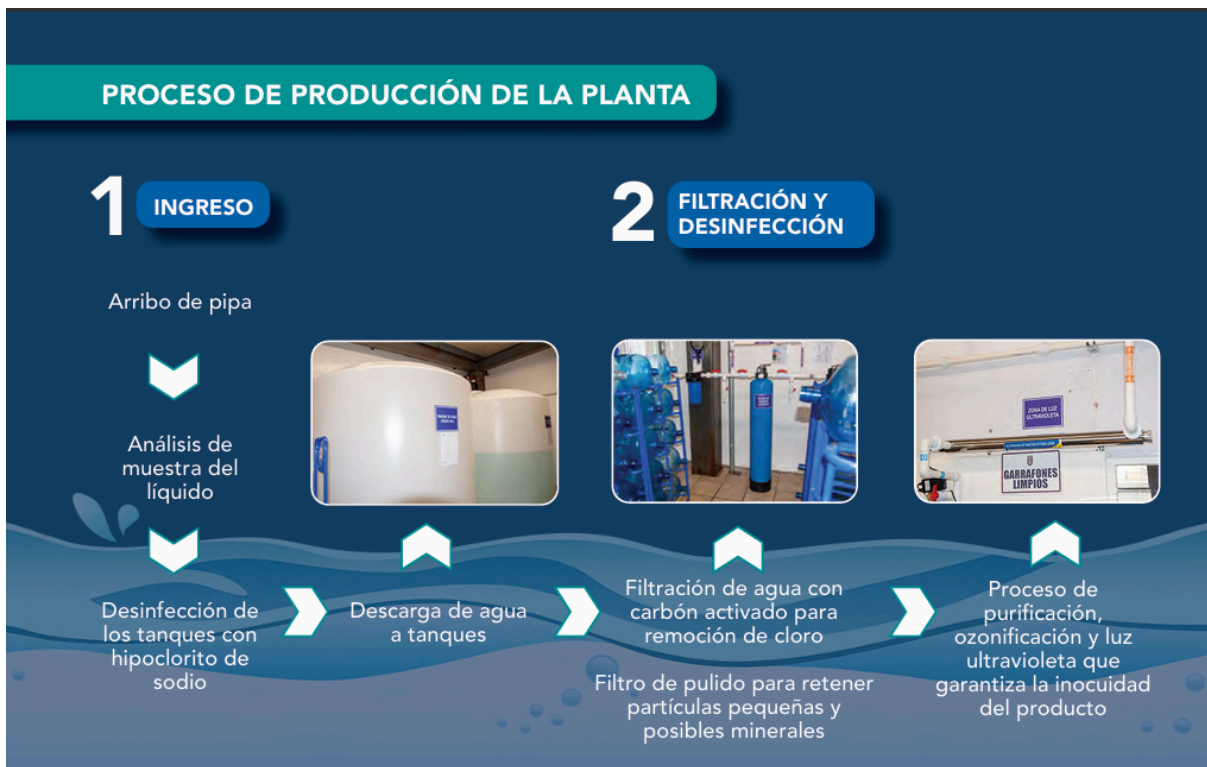 PROCESO DE PRODUCCIÓN DE LA PLANTA
1 INGRESO
Arribo de pipa
Análisis de
muestra del
líquido
Desinfección de
los tanques con
hipoclorito de
sodio
Descarga de agua
a tanques
2 FILTRACIÓN Y
DESINFECCIÓN
Filtración de agua con
carbón activado para
remoción de cloro
Filtro de pulido para retener
partículas pequeñas y
posibles minerales
ZONA DE LUZ
ULTRAVIOLETA
GARRAFONES
LIMPIOS
Proceso de
purificación,
ozonificación y luz
ultravioleta que
garantiza la inocuidad
del producto